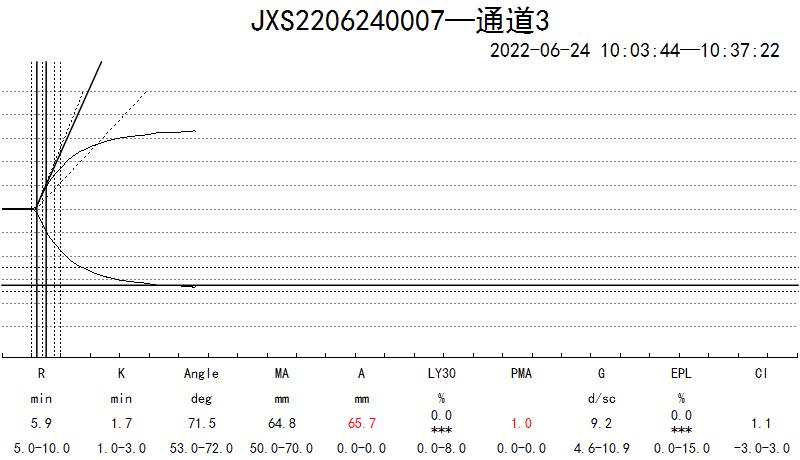 JXS2206240007—通道3
2022-06-24 10:03:44—10:37:22
R K Angle MA A LY30 PMA G EPL CI
min min deg mm mm % d/sc %
5.9 1.7 71.5 64.8 65.7 0.0 1.0 9.2 0.0 1.1
*** ***
5.0-10.0 1.0-3.0 53.0-72.0 50.0-70.0 0.0-0.0 0.0-8.0 0.0-0.0 4.6-10.9 0.0-15.0 -3.0-3.0